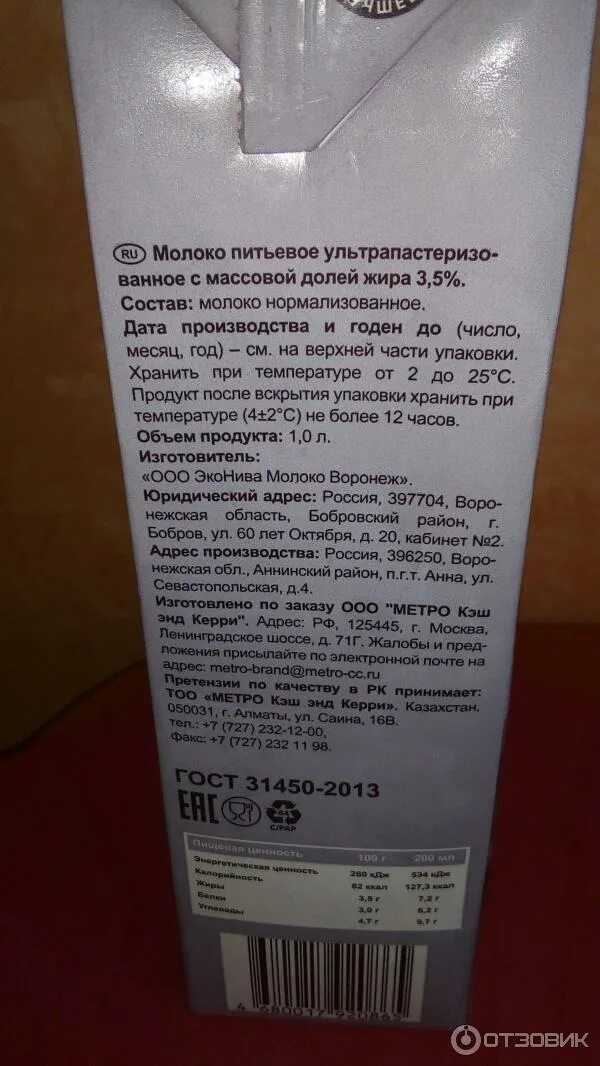 RU Молоко питьевое ультрапастеризо-
ванное с массовой долей жира 3,5%.
Состав: молоко нормализованное.
Дата производства и годен до (число,
месяц, год) – см. на верхней части упаковки.
Хранить при температуре от 2 до 25°С.
Продукт после вскрытия упаковки хранить при
температуре (4±2°С) не более 12 часов.
Объем продукта: 1,0 л.
Изготовитель:
«ООО ЭкоНива Молоко Воронеж».
Юридический адрес: Россия, 397704, Воро-
нежская область, Бобровский район, г.
Бобров, ул. 60 лет Октября, д. 20, кабинет №2.
Адрес производства: Россия, 396250, Воро-
нежская обл., Аннинский район, п.г.т. Анна, ул.
Севастопольская, д.4.
Изготовлено по заказу ООО "МЕТРО Кэш
энд Керри". Адрес: РФ, 125445, г. Москва,
Ленинградское шоссе, д. 71Г. Жалобы и пред-
ложения присылайте по электронной почте на
адрес: metro-brand@metro-cc.ru
Претензии по качеству в РК принимает:
ТОО «МЕТРО Кэш энд Керри». Казахстан.
050031, г. Алматы, ул. Саина, 16В.
тел.: +7 (727) 232-12-00,
факс: +7 (727) 232 11 98.
ГОСТ 31450-2013
EAC 84
C/PAP
Пищевая ценность 100 г 200 мл
Энергетическая ценность 260 кДж 534 кДж
Калорийность 62 ккал 127,3 ккал
Жиры 3,5 г 7,2 г
Белки 3,0 г 6,2 г
Углеводы 4,7 г 9,7 г
ОТЗОВИК